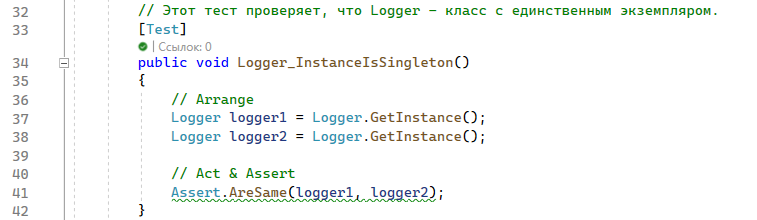 32 // Этот тест проверяет, что Logger – класс с единственным экземпляром.
33 [Test]
| Ссылок: 0
34 public void Logger_InstanceIsSingleton()
35 {
36 // Arrange
37 Logger logger1 = Logger.GetInstance();
38 Logger logger2 = Logger.GetInstance();
39
40 // Act & Assert
41 Assert.AreSame(logger1, logger2);
42 }